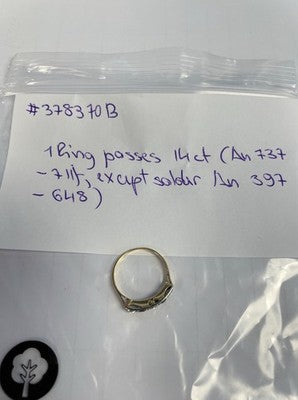 #378370B
1 Ring passes 14ct (Au 737
- 711, except solder Au 397
- 648)